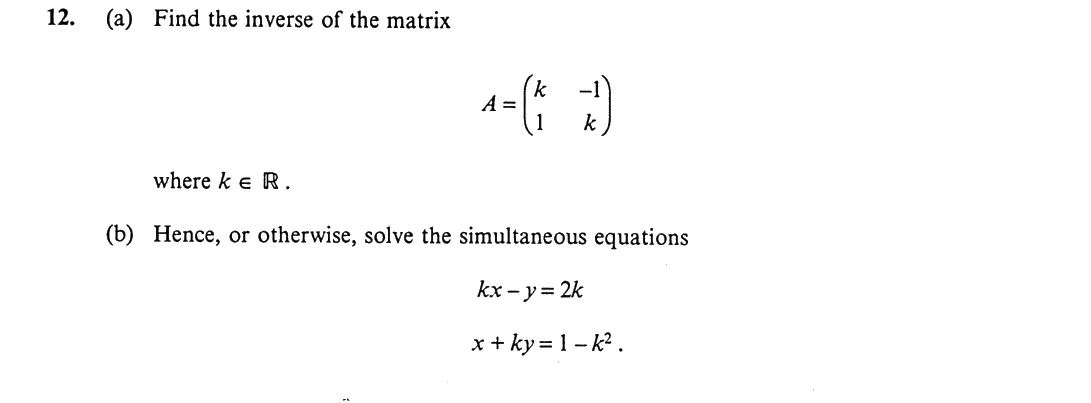 12. (a) Find the inverse of the matrix
A = (k −1
1 k)
where k ∈ ℝ.
(b) Hence, or otherwise, solve the simultaneous equations
kx − y = 2k
x + ky = 1 − k².